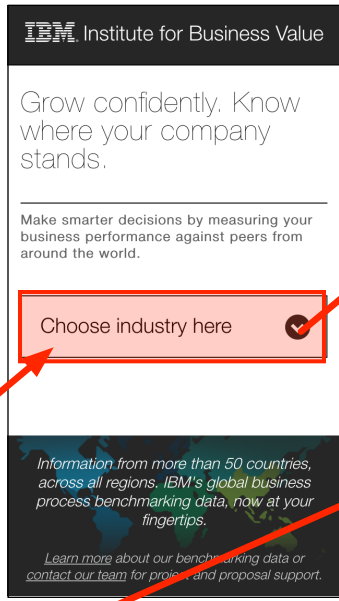 IBM. Institute for Business Value
Grow confidently. Know
where your company
stands.
Make smarter decisions by measuring your
business performance against peers from
around the world.
Choose industry here
Information from more than 50 countries,
across all regions. IBM's global business
process benchmarking data, now at your
fingertips.
Learn more about our benchmarking data or
contact our team for project and proposal support.